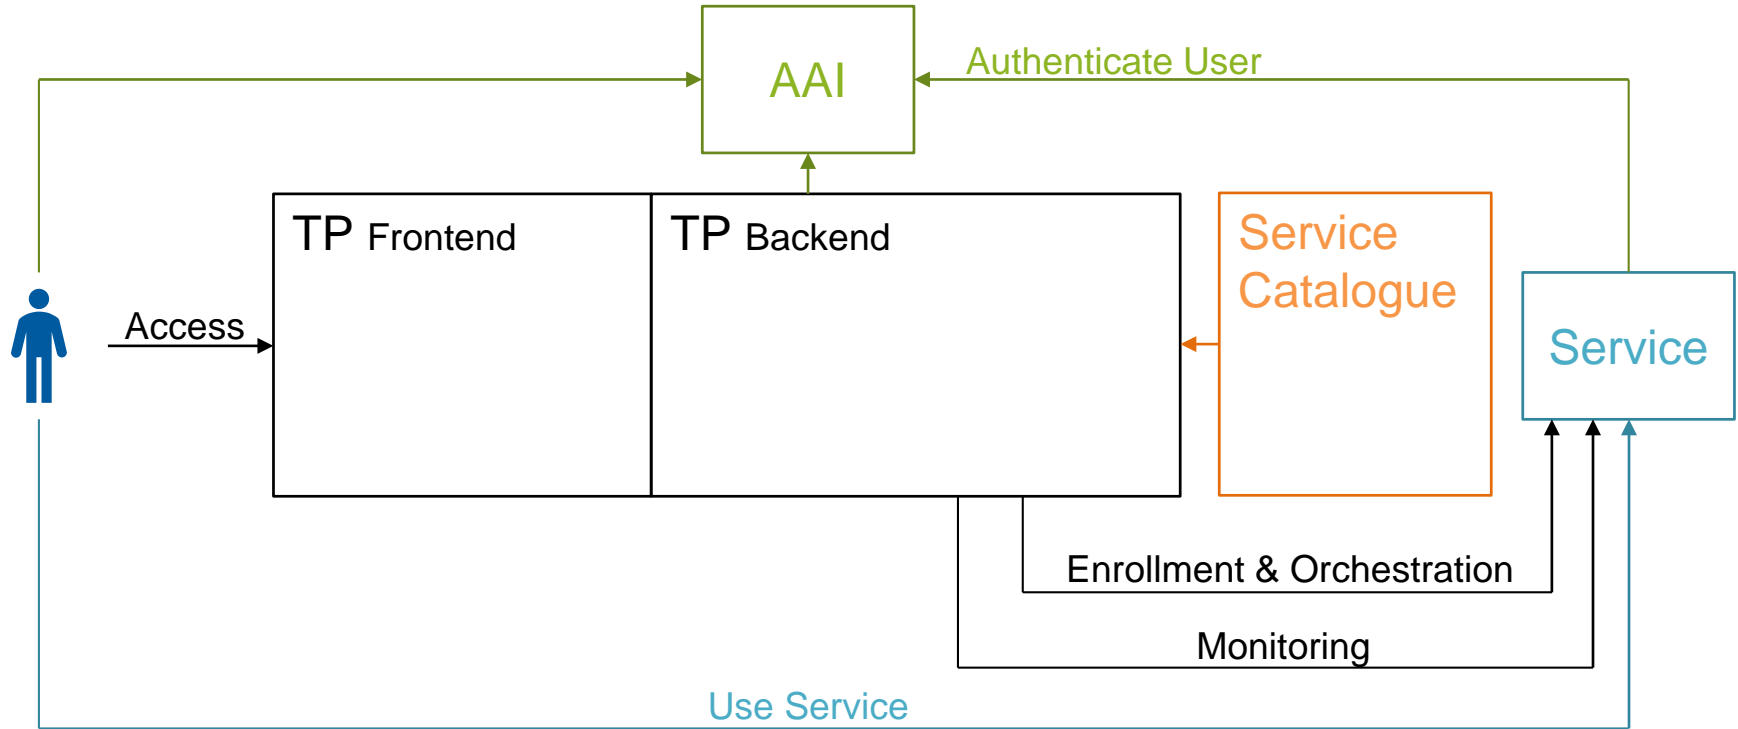 AAI
Authenticate User
TP Frontend
TP Backend
Service
Catalogue
Access
Service
Enrollment & Orchestration
Monitoring
Use Service